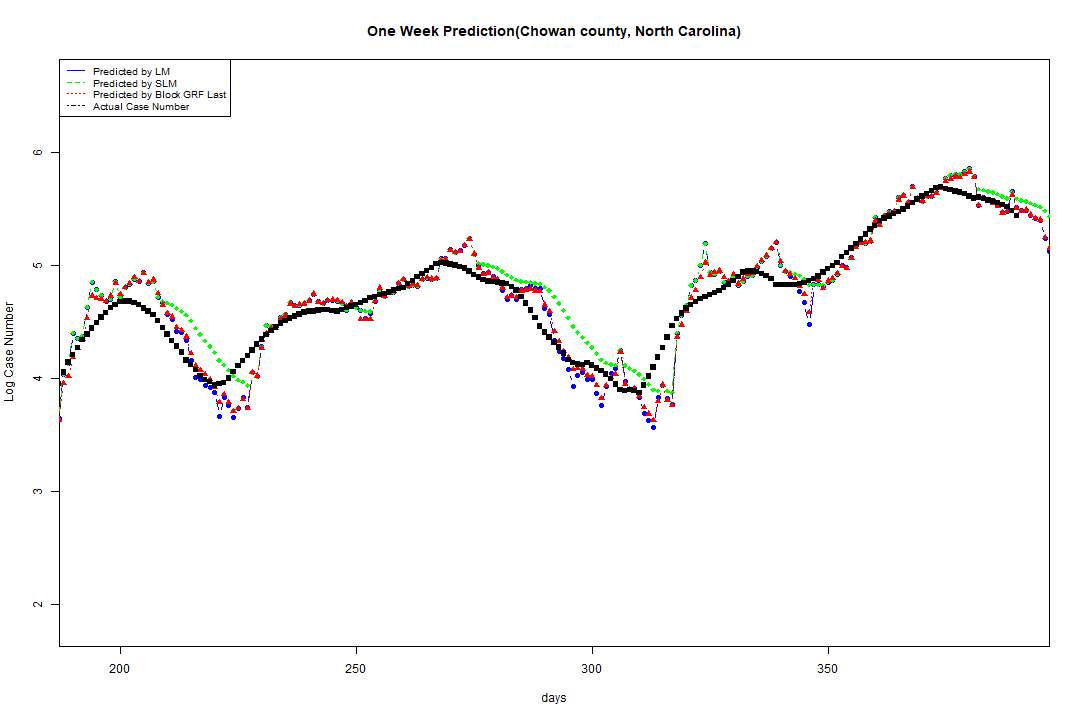 One Week Prediction(Chowan county, North Carolina)
Predicted by LM
Predicted by SLM
Predicted by Block GRF Last
Actual Case Number
Log Case Number
6
5
4
3
2
200 250 300 350
days